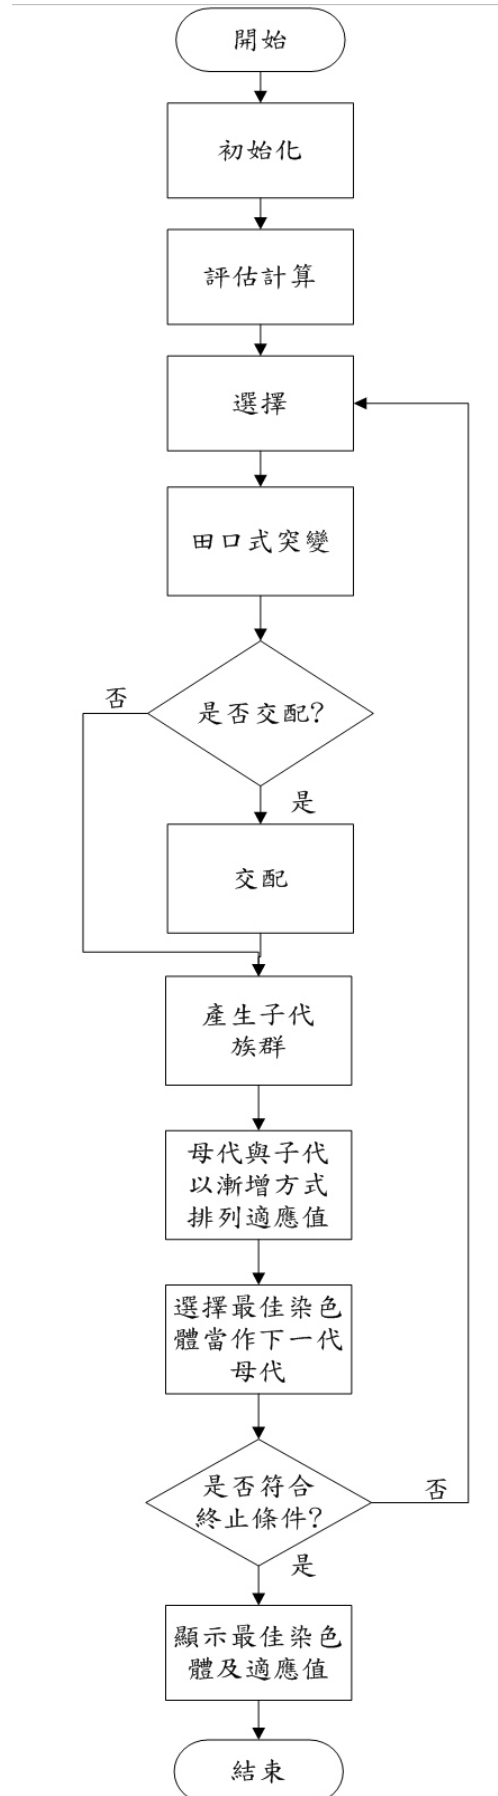 開始
初始化
評估計算
選擇
田口式突變
否
是否交配?
是
交配
產生子代
族群
母代與子代
以漸增方式
排列適應值
選擇最佳染色
體當作下一代
母代
是否符合
終止條件?
否
是
顯示最佳染色
體及適應值
結束